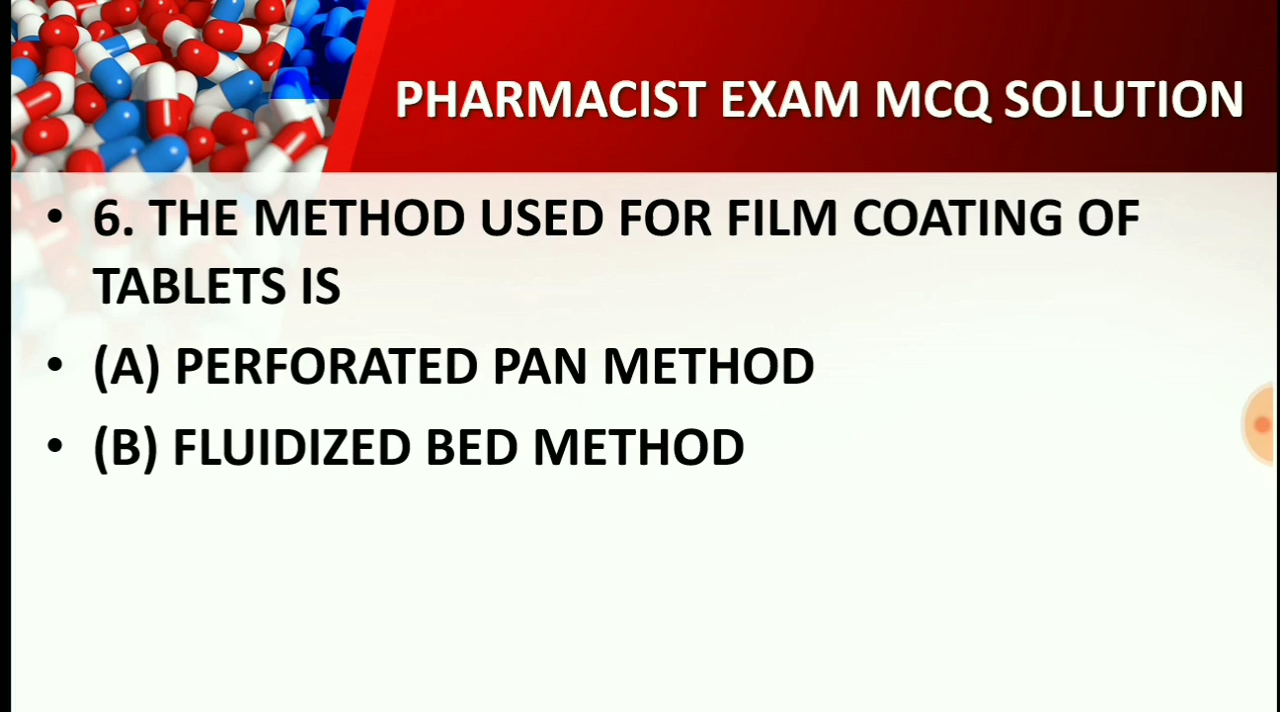 PHARMACIST EXAM MCQ SOLUTION
• 6. THE METHOD USED FOR FILM COATING OF
TABLETS IS
• (A) PERFORATED PAN METHOD
• (B) FLUIDIZED BED METHOD